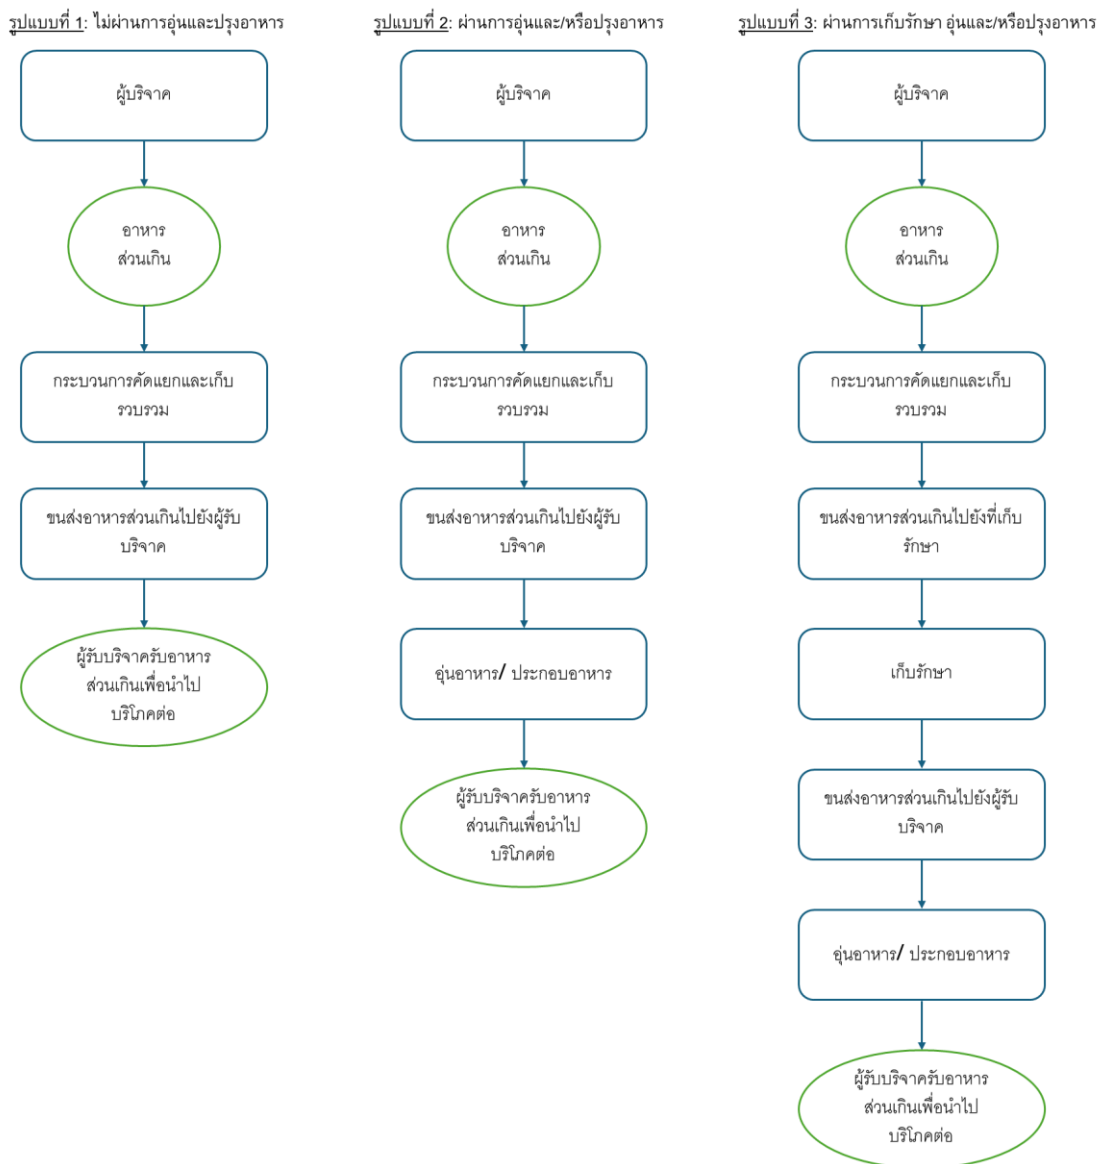 รูปแบบที่ 1: ไม่ผ่านการอุ่นและปรุงอาหาร
ผู้บริจาค
อาหาร
ส่วนเกิน
กระบวนการคัดแยกและเก็บ
รวบรวม
ขนส่งอาหารส่วนเกินไปยังผู้รับ
บริจาค
ผู้รับบริจาครับอาหาร
ส่วนเกินเพื่อนำไป
บริโภคต่อ
รูปแบบที่ 2: ผ่านการอุ่นและ/หรือปรุงอาหาร
ผู้บริจาค
อาหาร
ส่วนเกิน
กระบวนการคัดแยกและเก็บ
รวบรวม
ขนส่งอาหารส่วนเกินไปยังผู้รับ
บริจาค
อุ่นอาหาร/ ประกอบอาหาร
ผู้รับบริจาครับอาหาร
ส่วนเกินเพื่อนำไป
บริโภคต่อ
รูปแบบที่ 3: ผ่านการเก็บรักษา อุ่นและ/หรือปรุงอาหาร
ผู้บริจาค
อาหาร
ส่วนเกิน
กระบวนการคัดแยกและเก็บ
รวบรวม
ขนส่งอาหารส่วนเกินไปยังที่เก็บ
รักษา
เก็บรักษา
ขนส่งอาหารส่วนเกินไปยังผู้รับ
บริจาค
อุ่นอาหาร/ ประกอบอาหาร
ผู้รับบริจาครับอาหาร
ส่วนเกินเพื่อนำไป
บริโภคต่อ